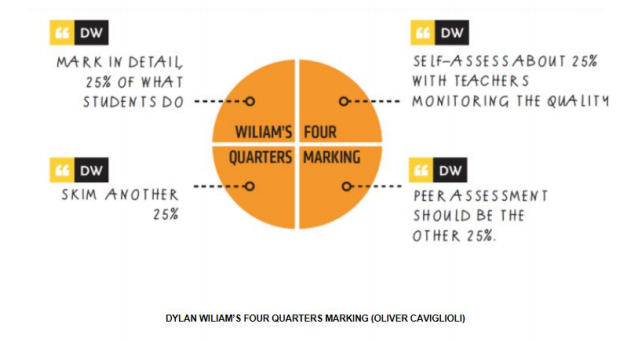 DW
MARK IN DETAIL,
25% OF WHAT
STUDENTS DO
DW
SELF-ASSESS ABOUT 25%
WITH TEACHERS
MONITORING THE QUALITY
WILIAM'S FOUR
QUARTERS MARKING
DW
SKIM ANOTHER
25%
DW
PEER ASSESSMENT
SHOULD BE THE
OTHER 25%.
DYLAN WILIAM'S FOUR QUARTERS MARKING (OLIVER CAVIGLIOLI)